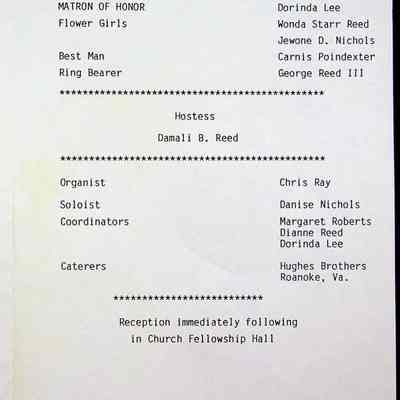 MATRON OF HONOR Dorinda Lee
Flower Girls Wonda Starr Reed
Jewone D. Nichols
Best Man Carnis Poindexter
Ring Bearer George Reed III
**********************************************
Hostess
Damali B. Reed
**********************************************
Organist Chris Ray
Soloist Danise Nichols
Coordinators Margaret Roberts
Dianne Reed
Dorinda Lee
Caterers Hughes Brothers
Roanoke, Va.
**************************
Reception immediately following
in Church Fellowship Hall